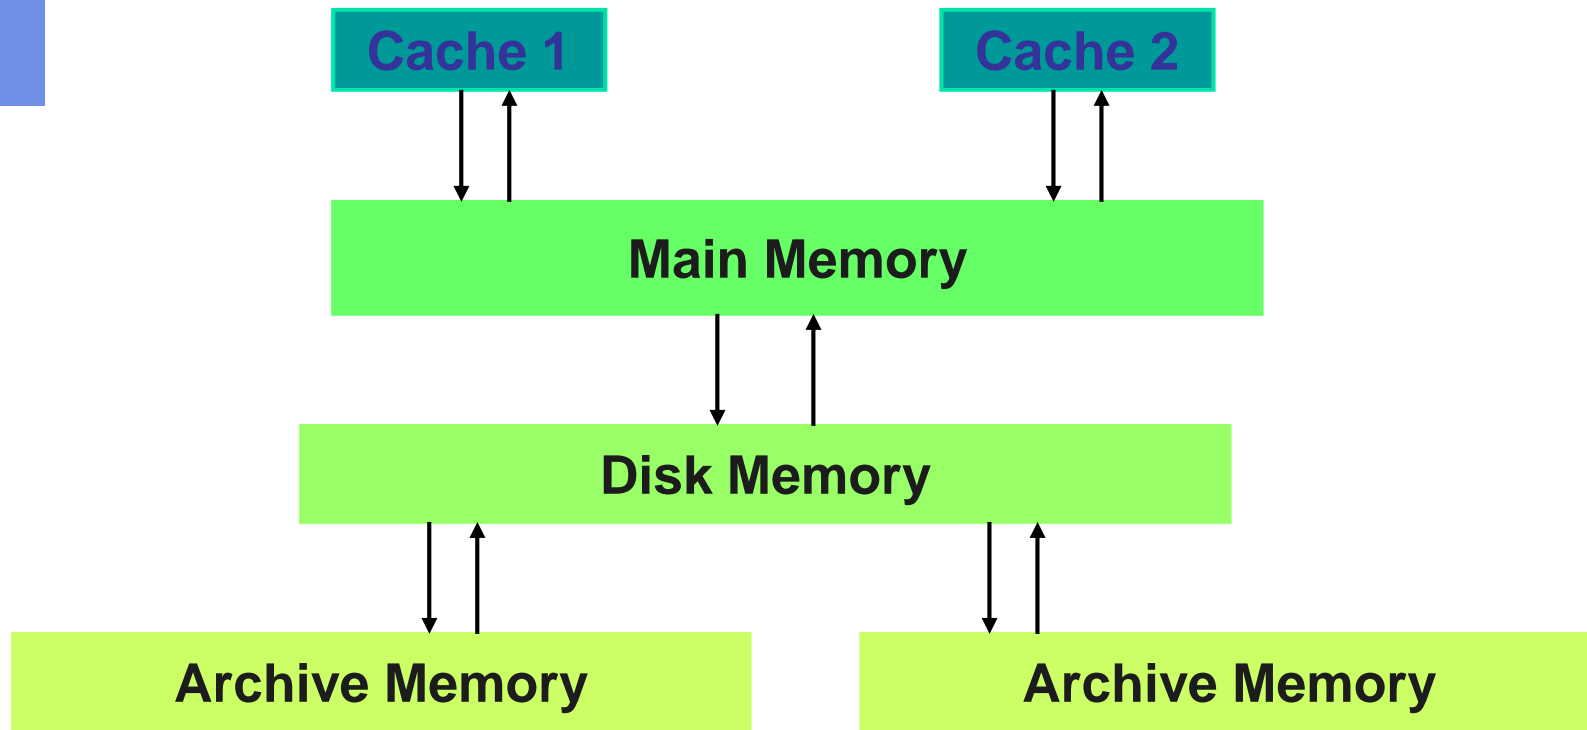 Cache 1
Cache 2
Main Memory
Disk Memory
Archive Memory
Archive Memory